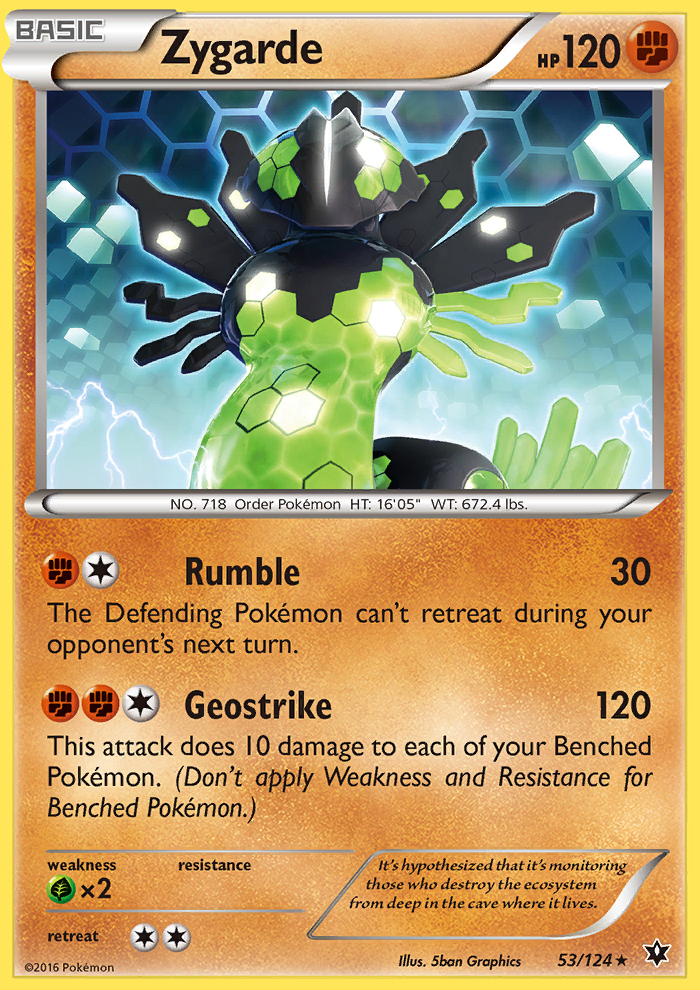 BASIC
Zygarde
HP120
NO. 718 Order Pokémon HT: 16'05" WT: 672.4 lbs.
Rumble 30
The Defending Pokémon can't retreat during your
opponent's next turn.
Geostrike 120
This attack does 10 damage to each of your Benched
Pokémon. (Don't apply Weakness and Resistance for
Benched Pokémon.)
weakness resistance
×2
It's hypothesized that it's monitoring
those who destroy the ecosystem
from deep in the cave where it lives.
retreat
©2016 Pokémon
Illus. 5ban Graphics
53/124★